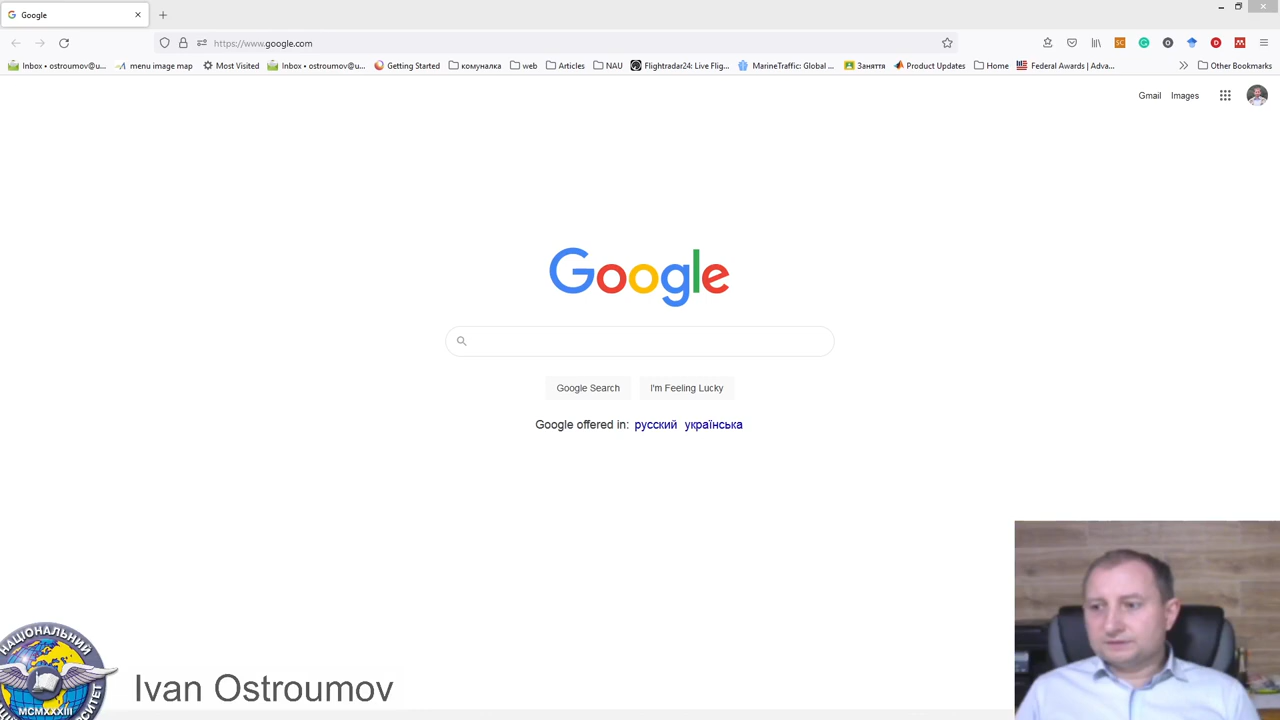 Google
https://www.google.com
Inbox • ostroumov@u...
menu image map
Most Visited
Inbox • ostroumov@u...
Getting Started
комуналка
web
Articles
NAU
Flightradar24: Live Flig...
MarineTraffic: Global ...
Заняття
Product Updates
Home
Federal Awards | Adva...
Other Bookmarks
Gmail
Images
Google
Google Search
I'm Feeling Lucky
Google offered in: русский українська
НАЦІОНАЛЬНИЙ
MCMXXXIII
Ivan Ostroumov